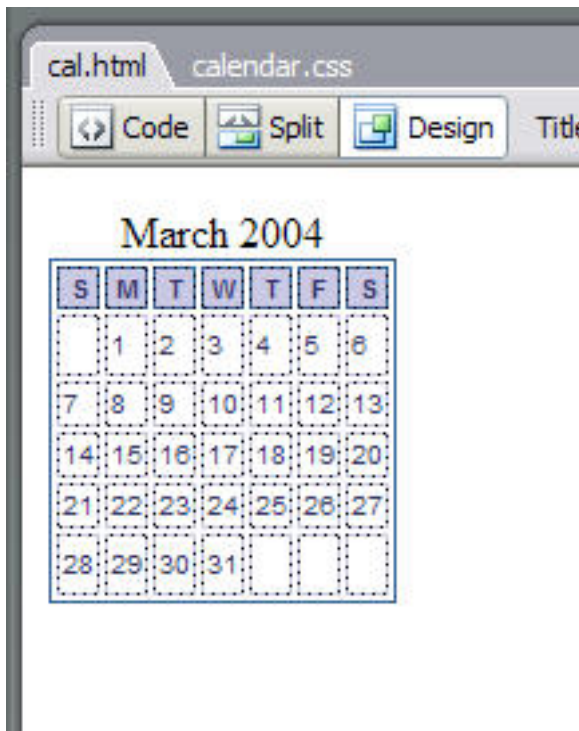 cal.html calendar.css
Code Split Design Title
March 2004
S M T W T F S
1 2 3 4 5 6
7 8 9 10 11 12 13
14 15 16 17 18 19 20
21 22 23 24 25 26 27
28 29 30 31